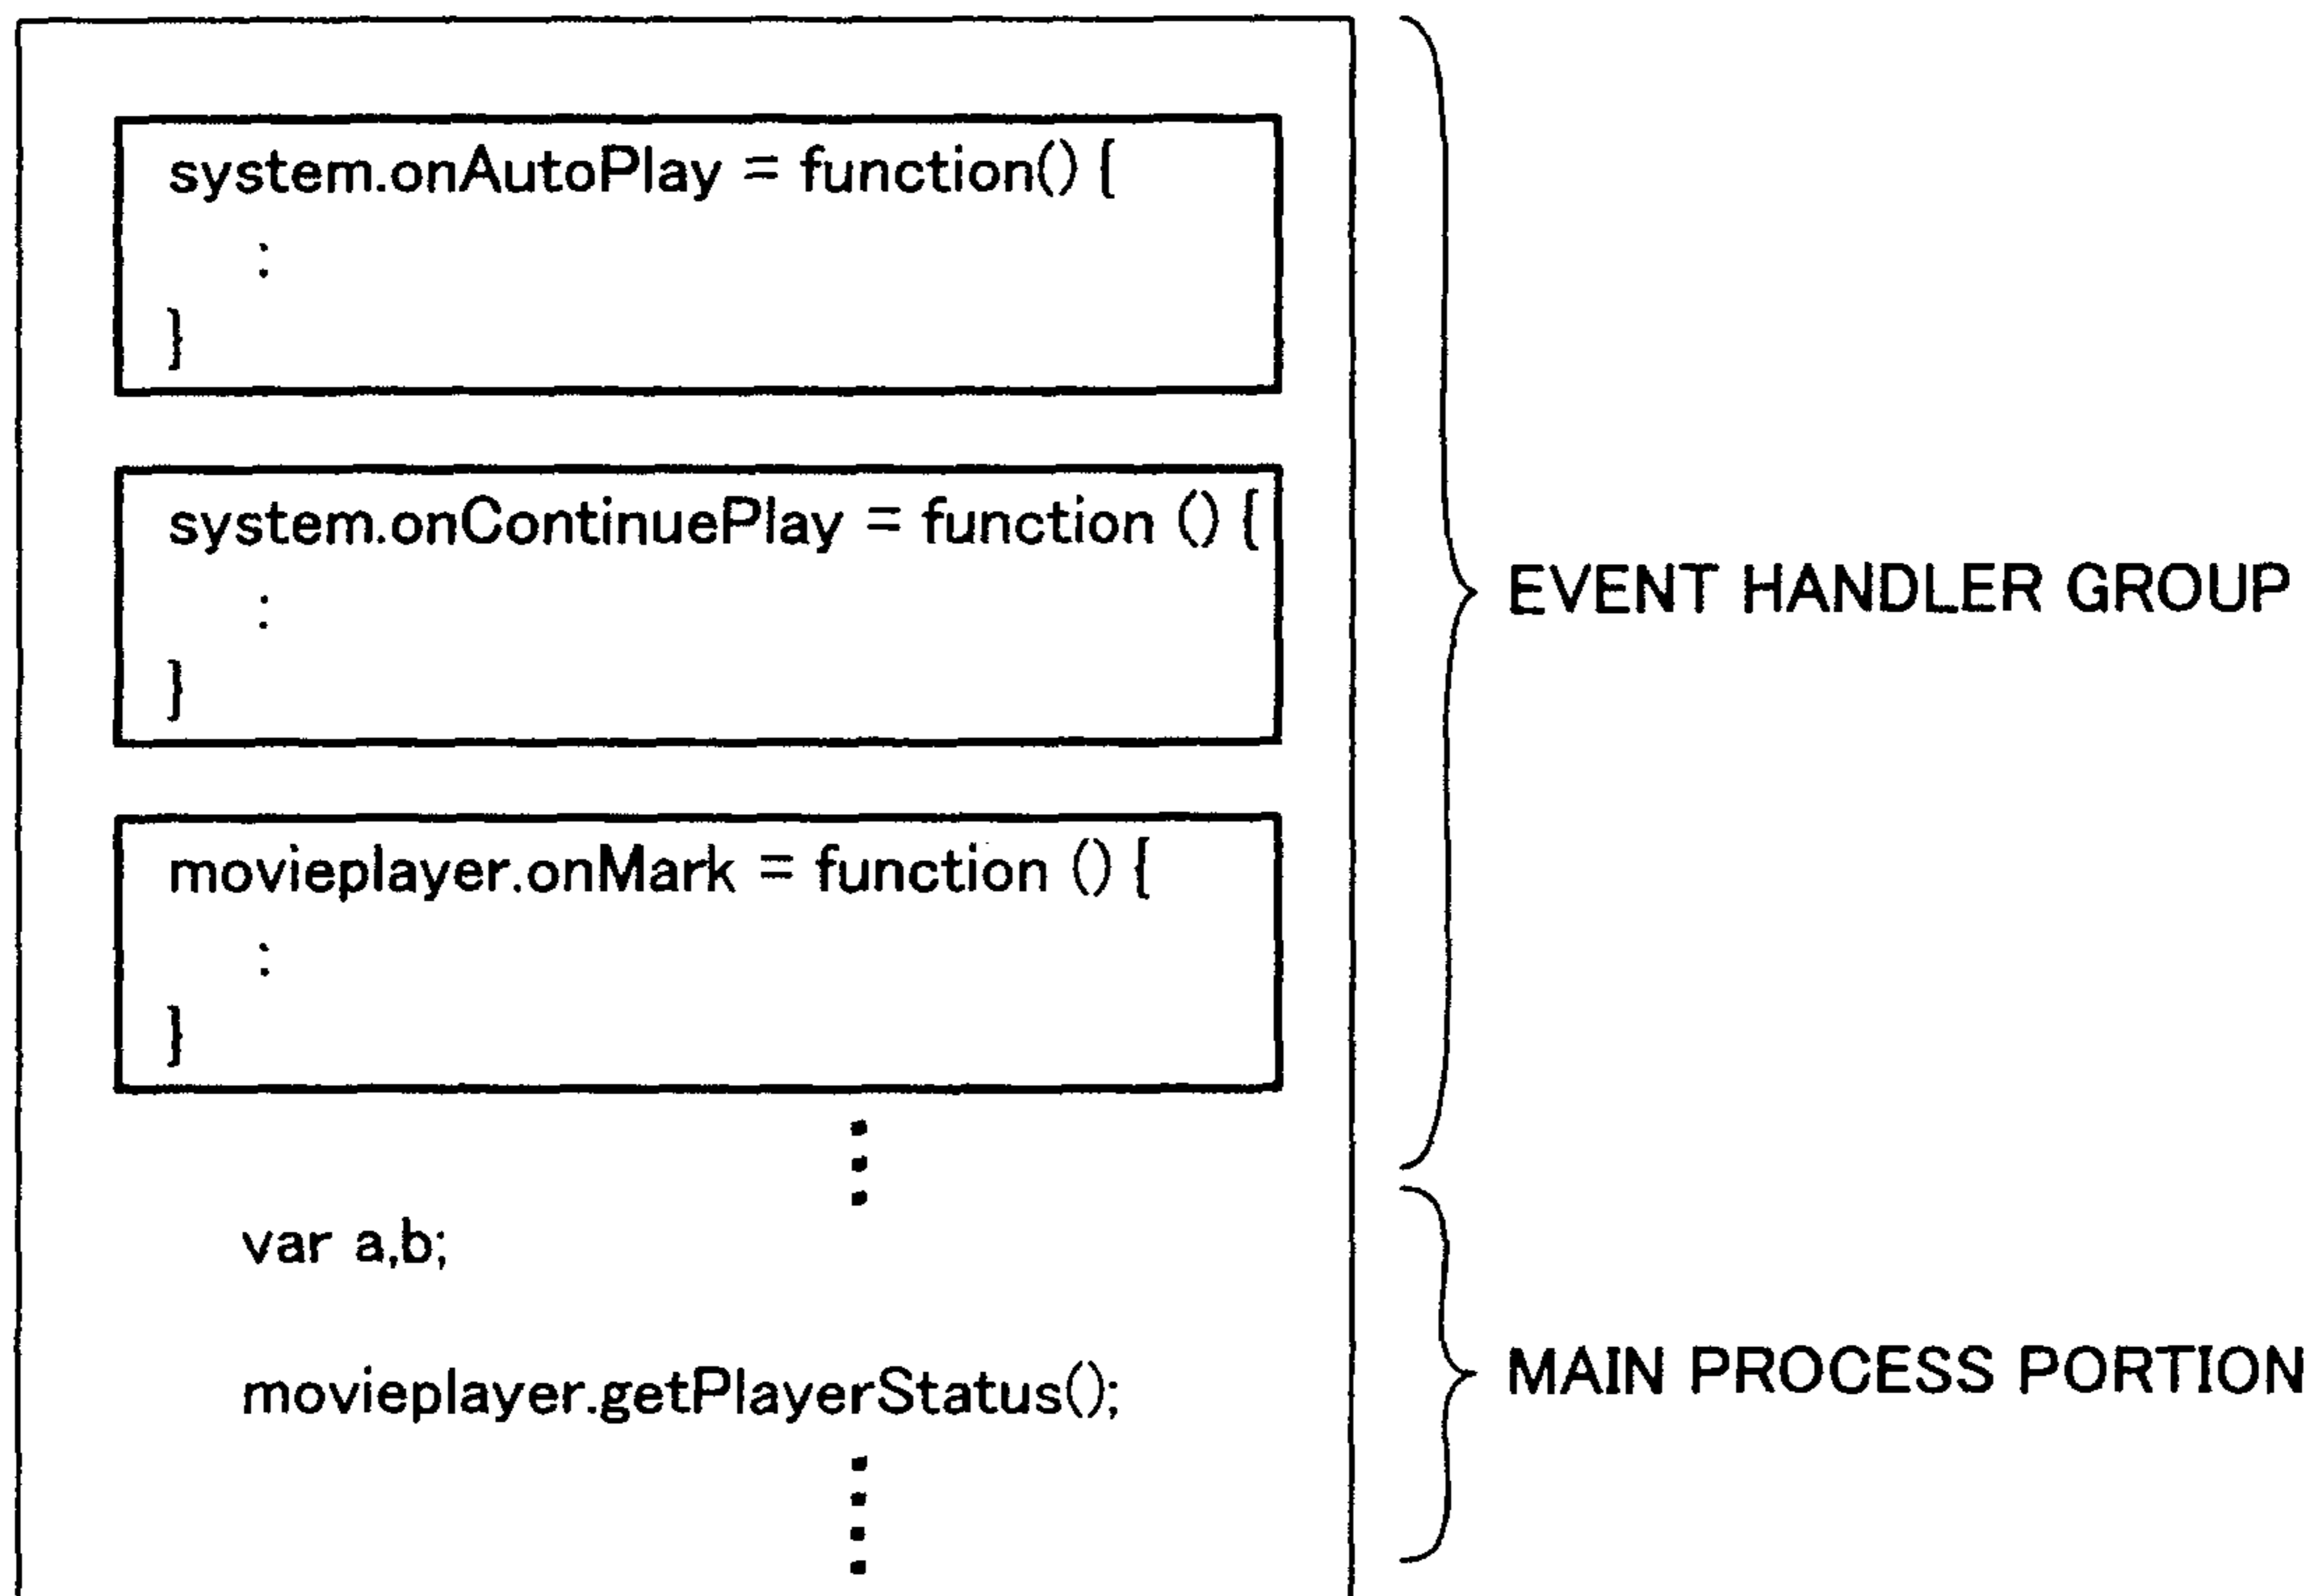 system.onAutoPlay = function() {
:
}
system.onContinuePlay = function () {
:
}
EVENT HANDLER GROUP
movieplayer.onMark = function () {
:
}
var a,b;
movieplayer.getPlayerStatus();
MAIN PROCESS PORTION